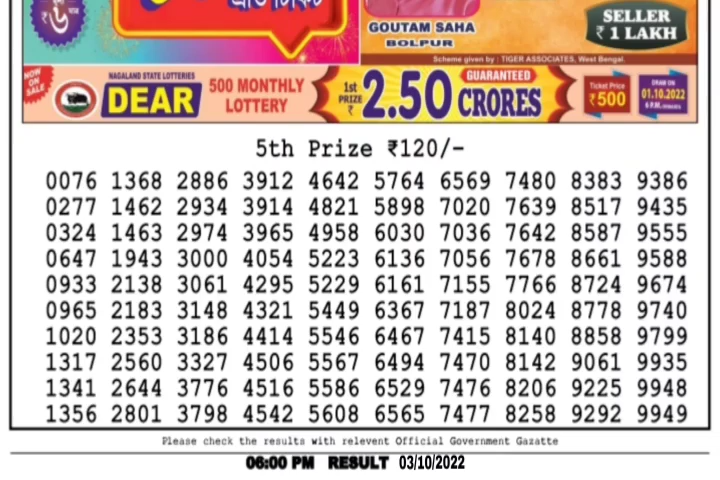 ৬
GOUTAM SAHA
BOLPUR
SELLER
₹ 1 LAKH
Scheme given by : TIGER ASSOCIATES, West Bengal.
NOW ON SALE
NAGALAND STATE LOTTERIES
DEAR
500 MONTHLY
LOTTERY
1st
PRIZE
₹
2.50 CRORES
GUARANTEED
Ticket Price
₹500
DRAW ON
01.10.2022
6 P.M.
5th Prize ₹120/-
0076 1368 2886 3912 4642 5764 6569 7480 8383 9386
0277 1462 2934 3914 4821 5898 7020 7639 8517 9435
0324 1463 2974 3965 4958 6030 7036 7642 8587 9555
0647 1943 3000 4054 5223 6136 7056 7678 8661 9588
0933 2138 3061 4295 5229 6161 7155 7766 8724 9674
0965 2183 3148 4321 5449 6367 7187 8024 8778 9740
1020 2353 3186 4414 5546 6467 7415 8140 8858 9799
1317 2560 3327 4506 5567 6494 7470 8142 9061 9935
1341 2644 3776 4516 5586 6529 7476 8206 9225 9948
1356 2801 3798 4542 5608 6565 7477 8258 9292 9949
Please check the results with relevent Official Government Gazatte
06:00 PM RESULT 03/10/2022